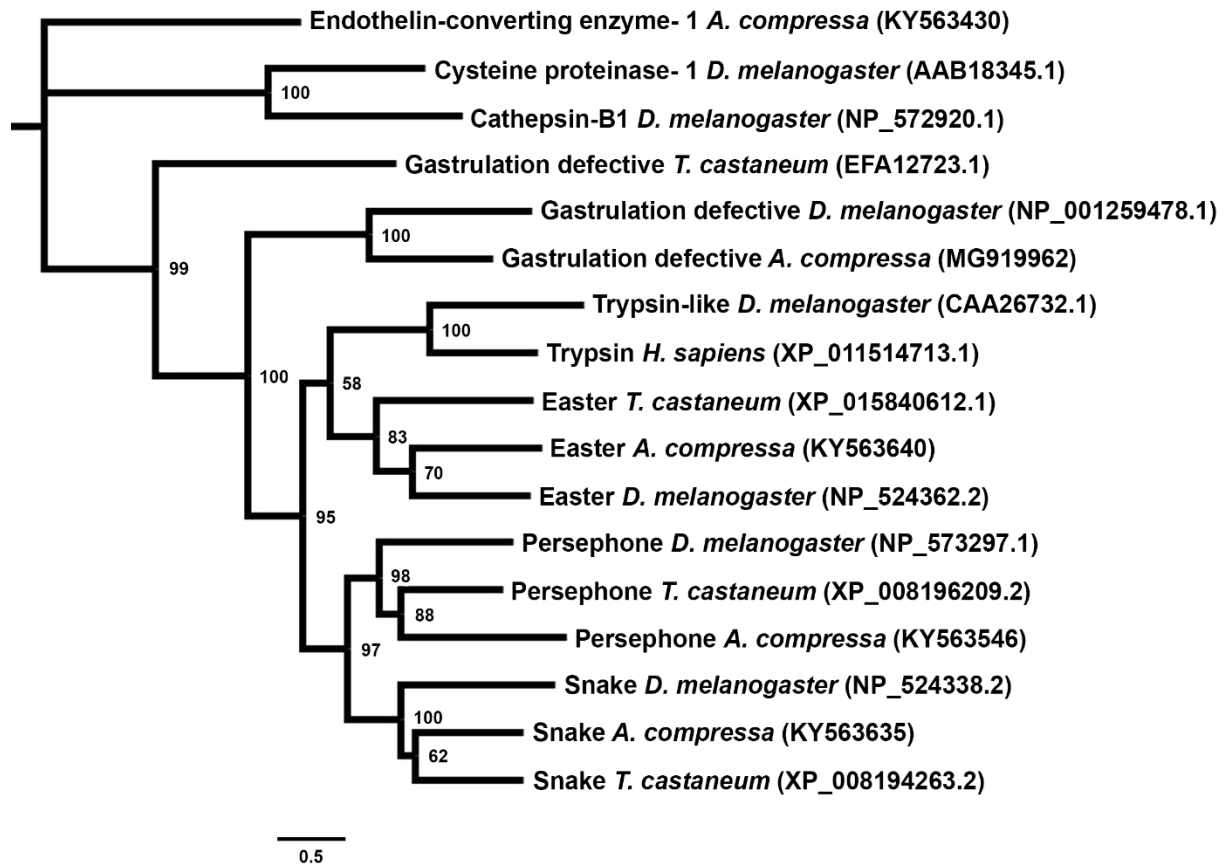 Endothelin-converting enzyme- 1 A. compressa (KY563430)
Cysteine proteinase- 1 D. melanogaster (AAB18345.1)
100
Cathepsin-B1 D. melanogaster (NP_572920.1)
Gastrulation defective T. castaneum (EFA12723.1)
Gastrulation defective D. melanogaster (NP_001259478.1)
100
Gastrulation defective A. compressa (MG919962)
99
Trypsin-like D. melanogaster (CAA26732.1)
100
Trypsin H. sapiens (XP_011514713.1)
100
58
Easter T. castaneum (XP_015840612.1)
83
Easter A. compressa (KY563640)
70
Easter D. melanogaster (NP_524362.2)
95
Persephone D. melanogaster (NP_573297.1)
98
Persephone T. castaneum (XP_008196209.2)
88
Persephone A. compressa (KY563546)
97
Snake D. melanogaster (NP_524338.2)
100
Snake A. compressa (KY563635)
62
Snake T. castaneum (XP_008194263.2)
0.5